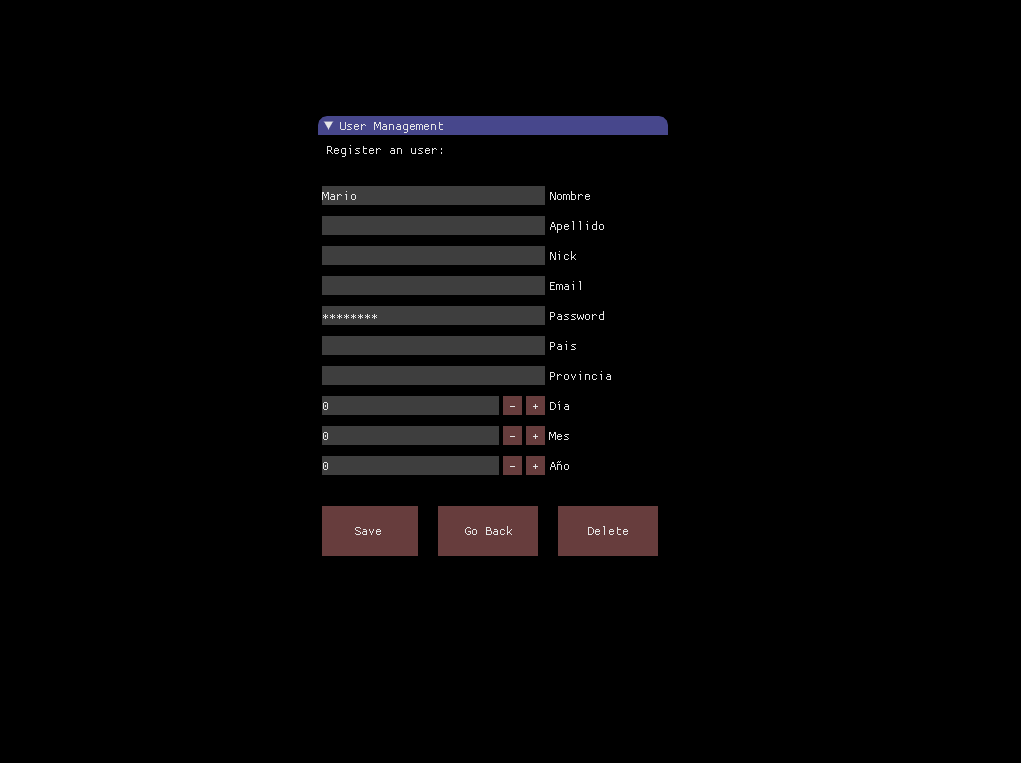 ▼ User Management
Register an user:
Mario Nombre
Apellido
Nick
Email
******** Password
Pais
Provincia
0 - + Día
0 - + Mes
0 - + Año
Save Go Back Delete